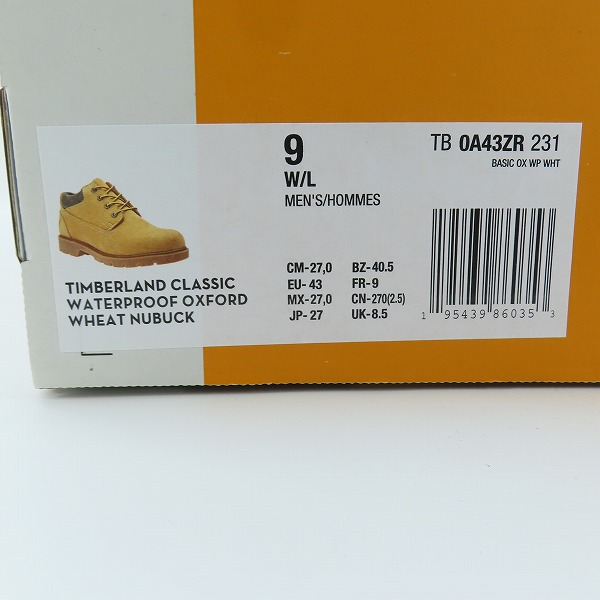 TIMBERLAND CLASSIC
WATERPROOF OXFORD
WHEAT NUBUCK
9
W/L
MEN'S/HOMMES
CM-27,0 BZ-40.5
EU- 43 FR-9
MX-27,0 CN-270(2.5)
JP- 27 UK-8.5
TB 0A43ZR 231
BASIC OX WP WHT
1 95439 86035 3